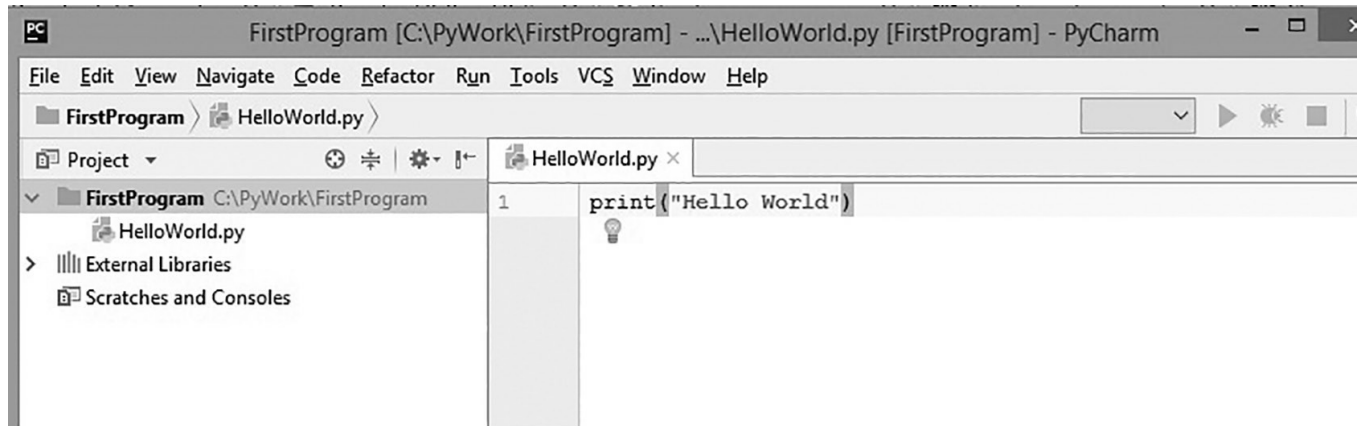 PC FirstProgram [C:\PyWork\FirstProgram] - ...\HelloWorld.py [FirstProgram] - PyCharm
File Edit View Navigate Code Refactor Run Tools VCS Window Help
FirstProgram HelloWorld.py
Project
HelloWorld.py
FirstProgram C:\PyWork\FirstProgram
1 print("Hello World")
HelloWorld.py
External Libraries
Scratches and Consoles